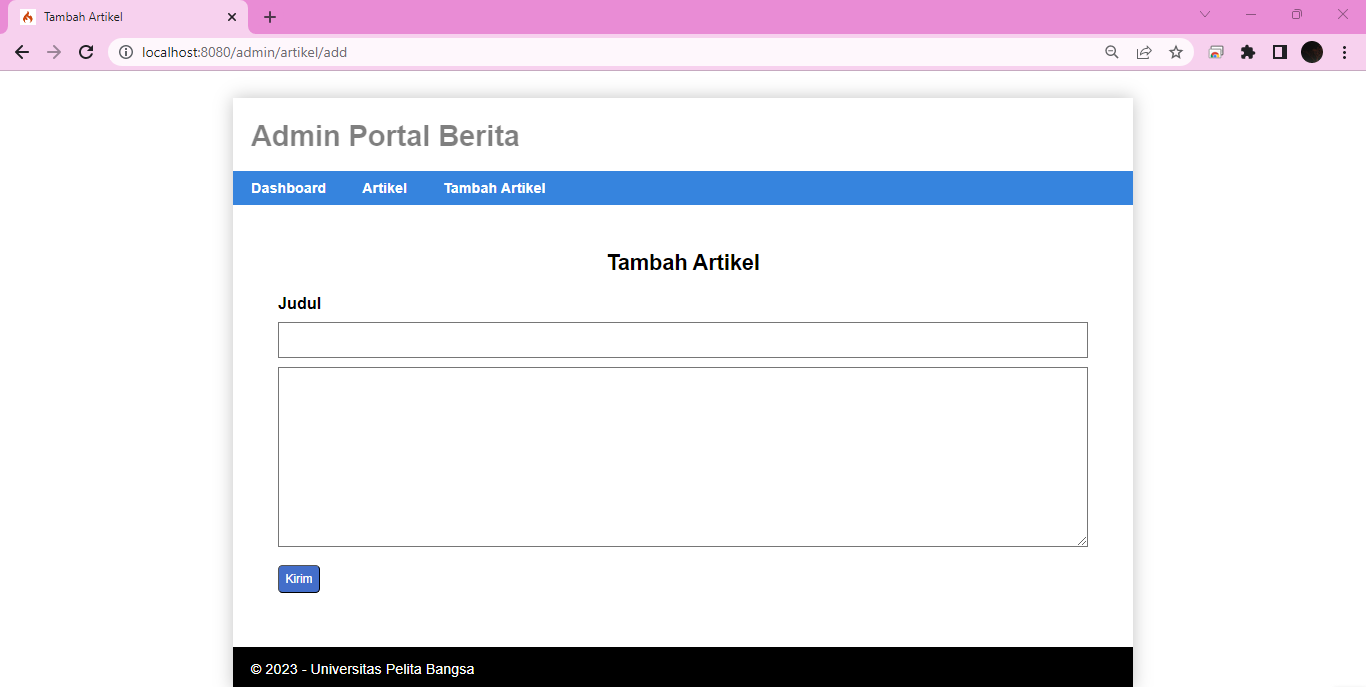 Tambah Artikel
localhost:8080/admin/artikel/add
Admin Portal Berita
Dashboard Artikel Tambah Artikel
Tambah Artikel
Judul
Kirim
© 2023 - Universitas Pelita Bangsa